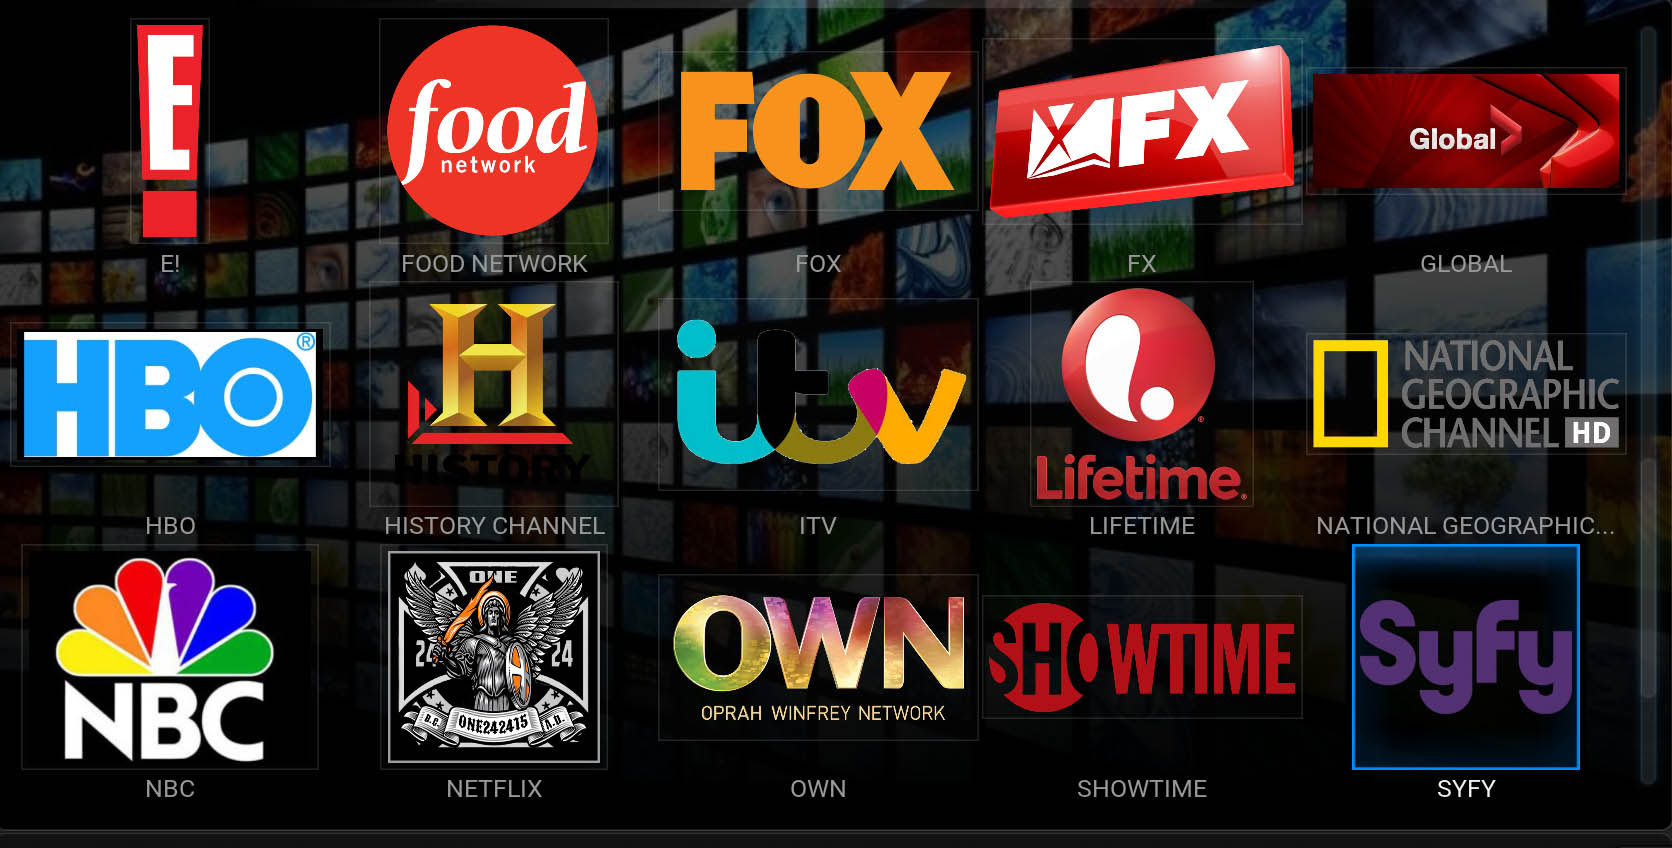 E!
food
network
FOX
FX
Global
E!
FOOD NETWORK
FOX
FX
GLOBAL
HBO®
H
HISTORY
itv
Lifetime®
NATIONAL
GEOGRAPHIC
CHANNEL HD
HBO
HISTORY CHANNEL
ITV
LIFETIME
NATIONAL GEOGRAPHIC...
NBC
ONE
24 24
B.C. ONE242415 A.D.
OWN
OPRAH WINFREY NETWORK
SHOWTIME
Syfy
NBC
NETFLIX
OWN
SHOWTIME
SYFY